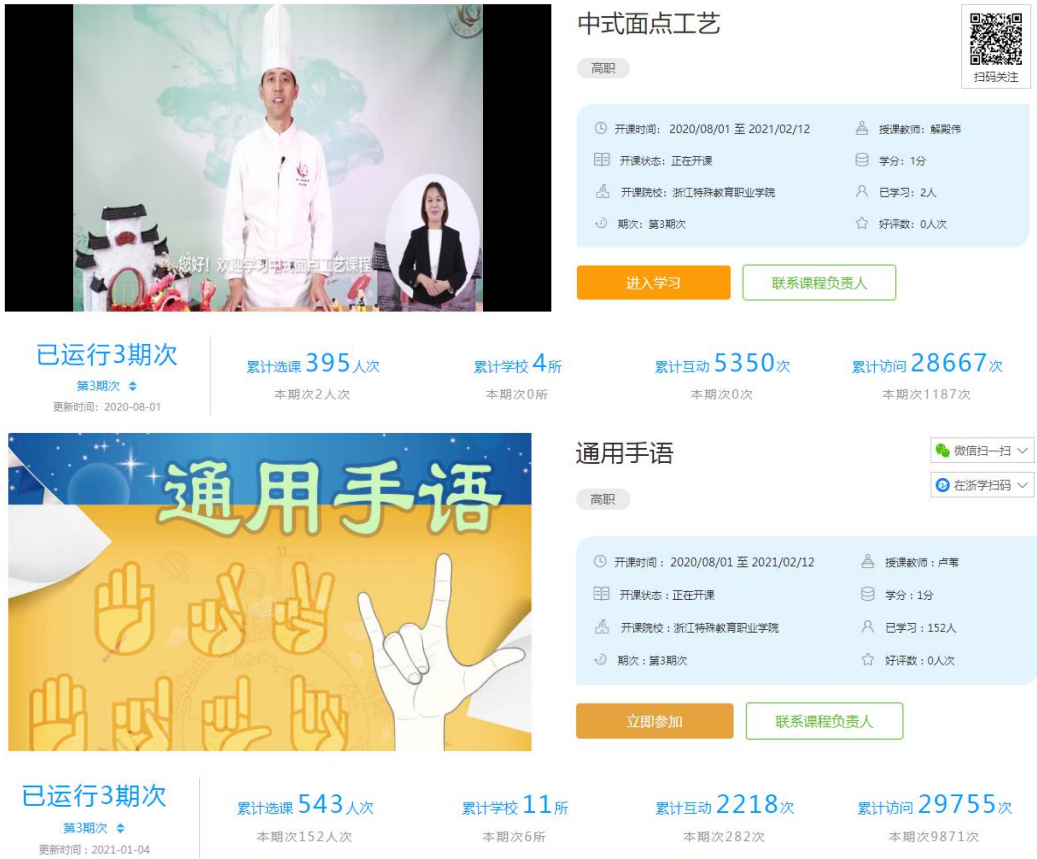 中式面点工艺
扫码关注
高职
开课时间： 2020/08/01 至 2021/02/12
授课教师：解殿伟
开课状态：正在开课
学分：1分
开课院校：浙江特殊教育职业学院
已学习：2人
期次：第3期次
好评数：0人次
您好！欢迎学习中式面点工艺课程
进入学习
联系课程负责人
已运行3期次
第3期次
更新时间：2020-08-01
累计选课 395人次
本期次2人次
累计学校 4所
本期次0所
累计互动 5350次
本期次0次
累计访问 28667次
本期次1187次
通用手语
通用手语
微信扫一扫
在浙学扫码
高职
开课时间：2020/08/01 至 2021/02/12
授课教师：卢苇
开课状态：正在开课
学分：1分
开课院校：浙江特殊教育职业学院
已学习：152人
期次：第3期次
好评数：0人次
立即参加
联系课程负责人
已运行3期次
第3期次
更新时间：2021-01-04
累计选课 543人次
本期次152人次
累计学校 11所
本期次6所
累计互动 2218次
本期次282次
累计访问 29755次
本期次9871次